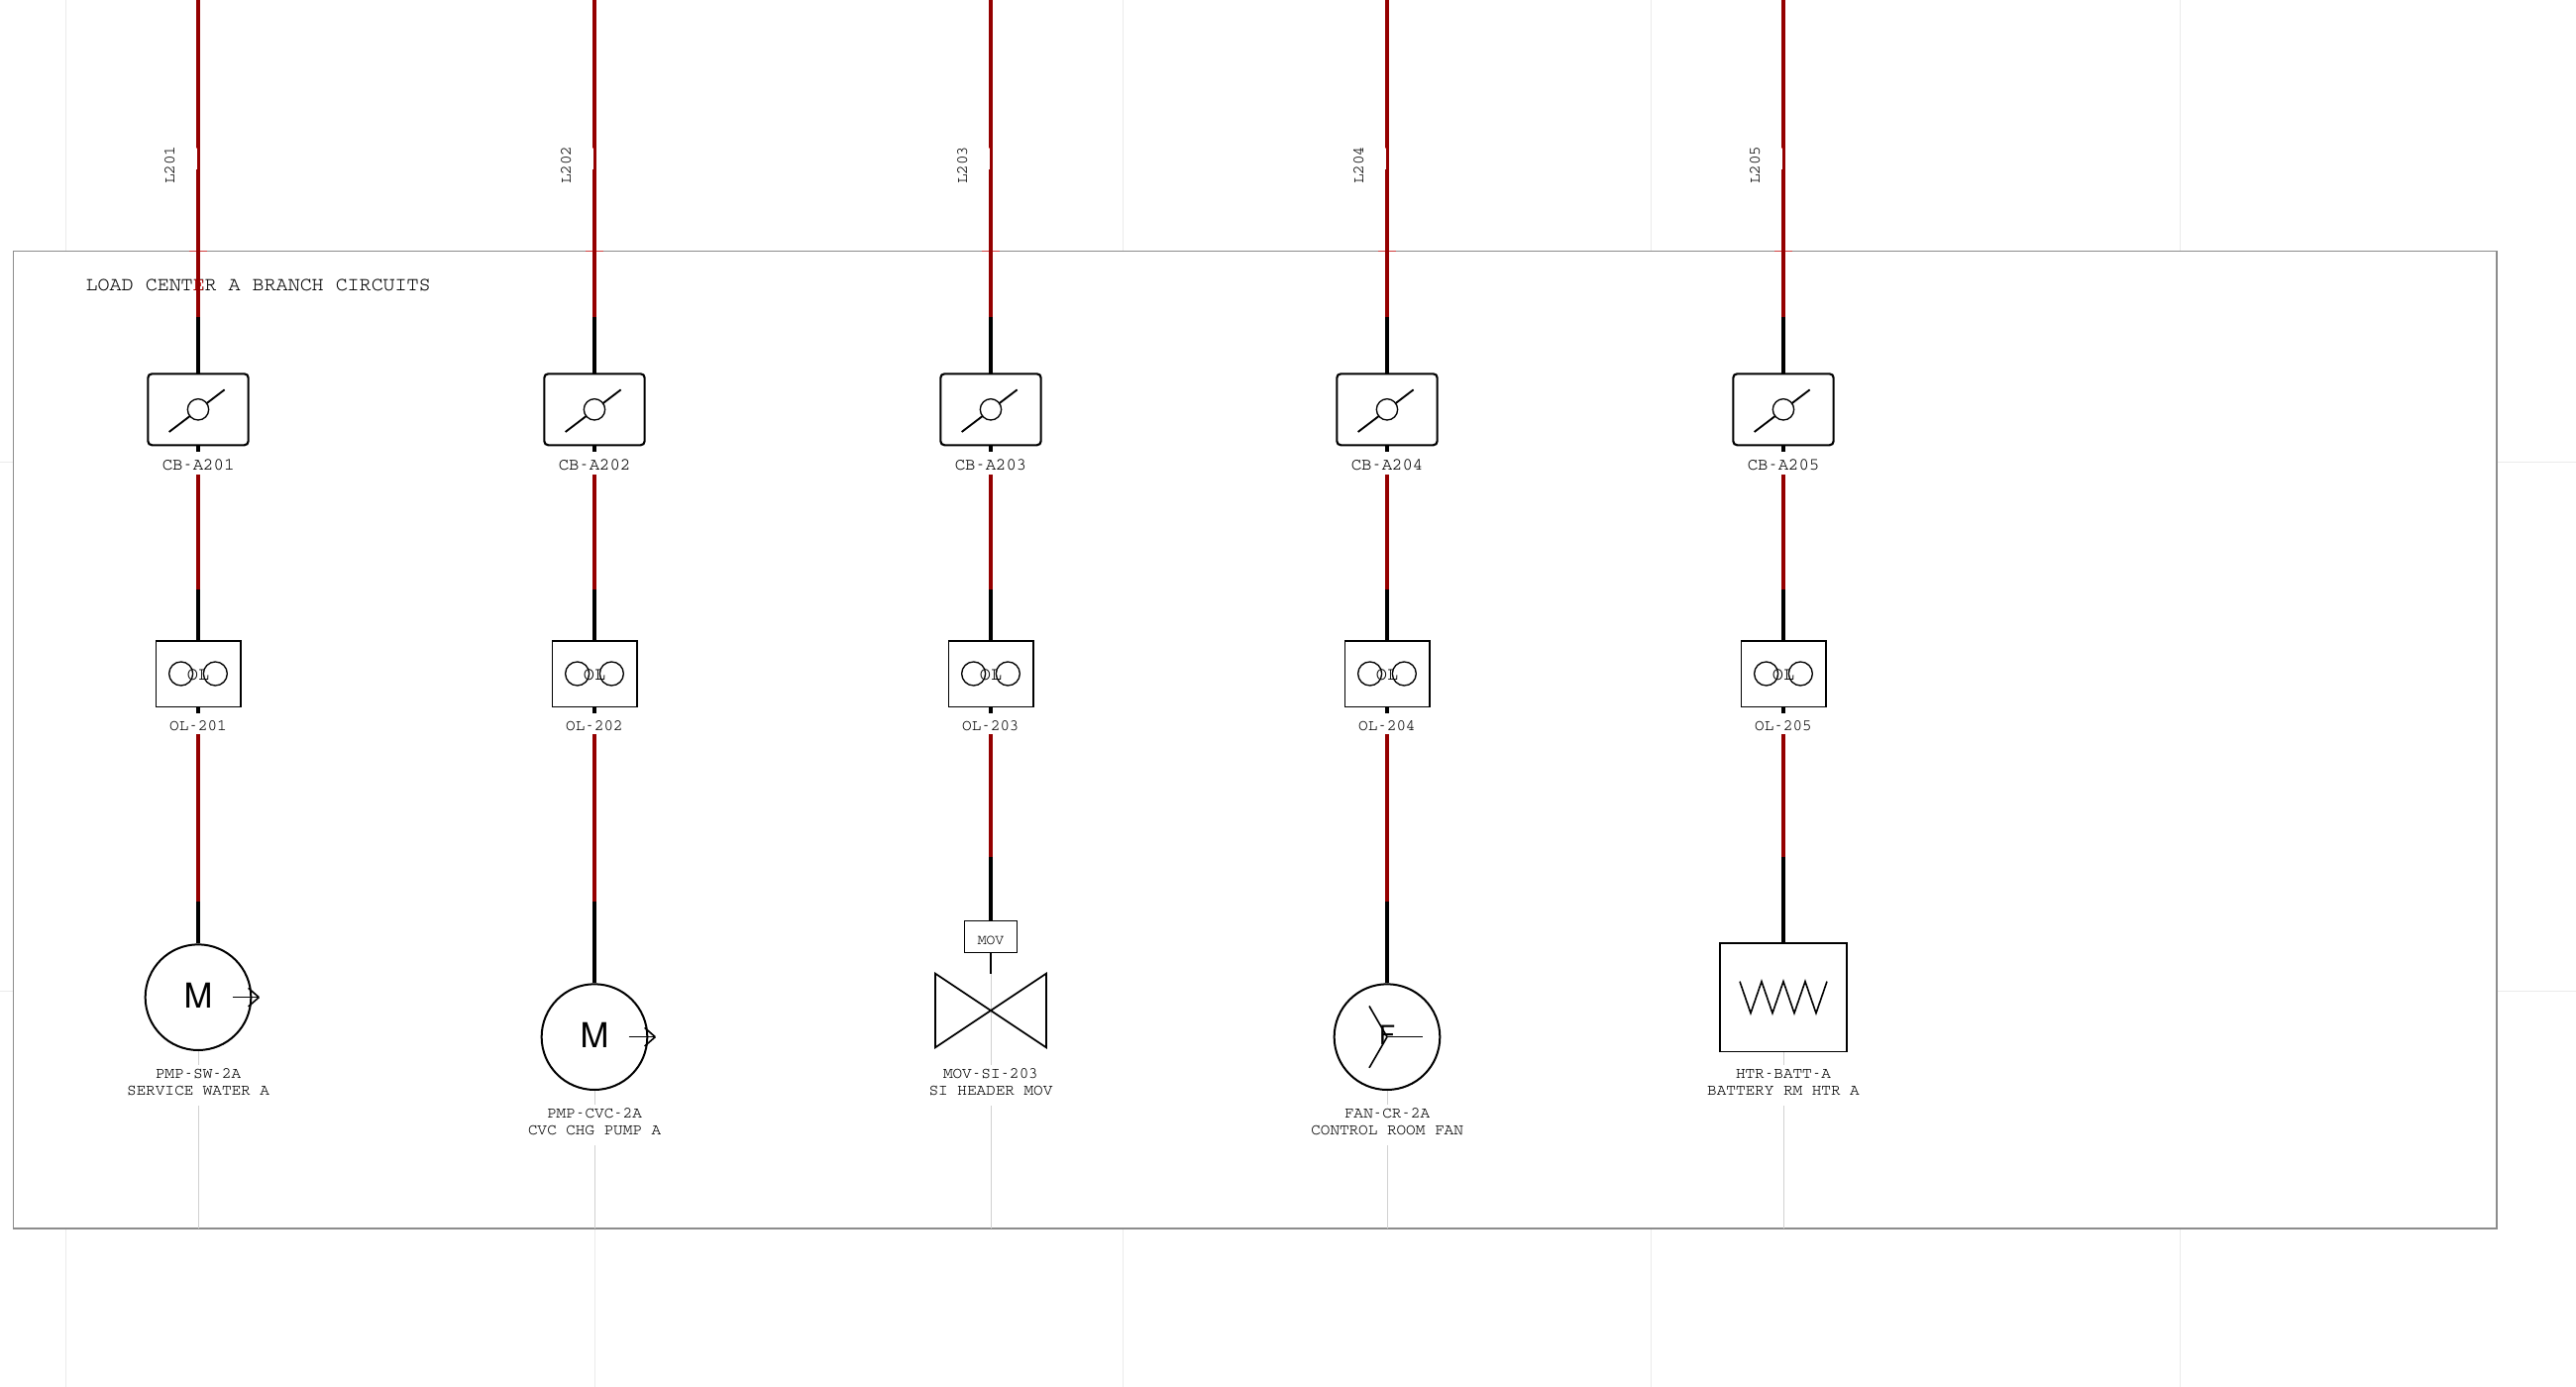 L201
L202
L203
L204
L205
LOAD CENTER A BRANCH CIRCUITS
CB-A201
CB-A202
CB-A203
CB-A204
CB-A205
OL
OL
OL
OL
OL
OL-201
OL-202
OL-203
OL-204
OL-205
MOV
M
M
F
PMP-SW-2A
SERVICE WATER A
PMP-CVC-2A
CVC CHG PUMP A
MOV-SI-203
SI HEADER MOV
FAN-CR-2A
CONTROL ROOM FAN
HTR-BATT-A
BATTERY RM HTR A